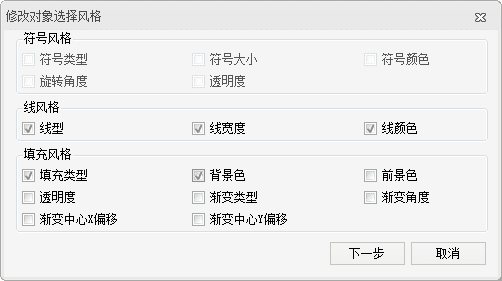 修改对象选择风格
符号风格
符号类型 符号大小 符号颜色
旋转角度 透明度
线风格
线型 线宽度 线颜色
填充风格
填充类型 背景色 前景色
透明度 渐变类型 渐变角度
渐变中心X偏移 渐变中心Y偏移
下一步 取消